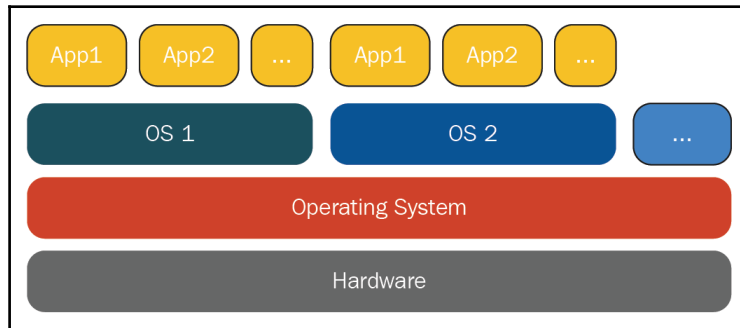 App1 App2 ... App1 App2 ...
OS 1 OS 2 ...
Operating System
Hardware